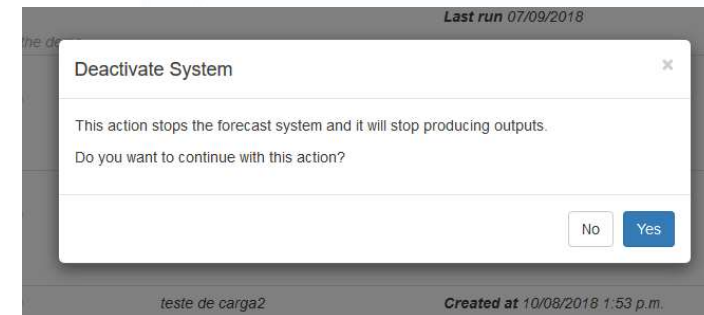 Last run 07/09/2018
the demo
Deactivate System
×
This action stops the forecast system and it will stop producing outputs.
Do you want to continue with this action?
No
Yes
teste de carga2
Created at 10/08/2018 1:53 p.m.